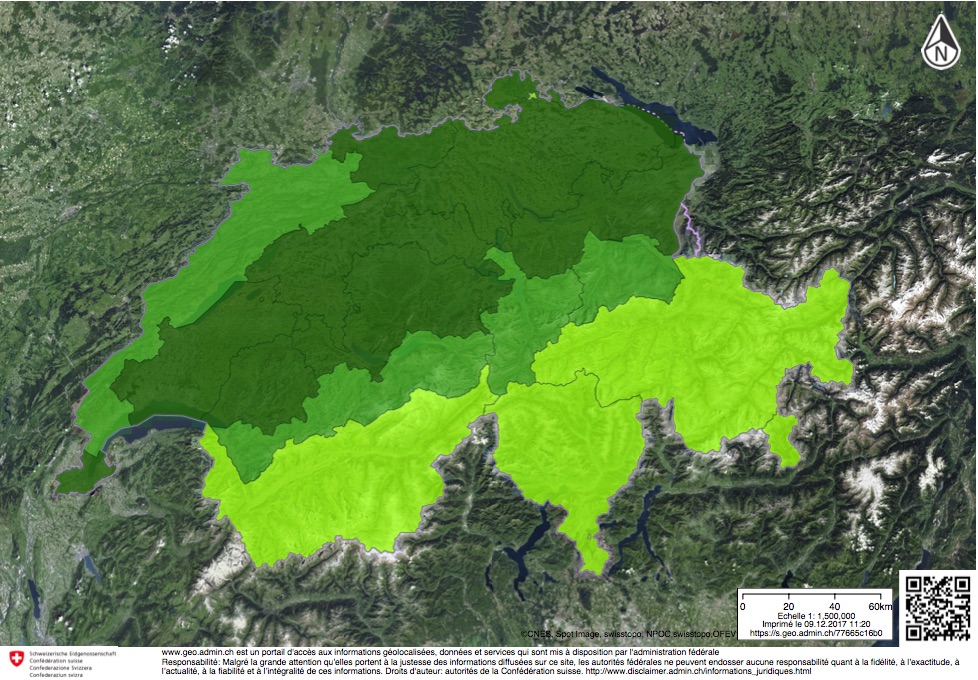 N
0 20 40 60km
Echelle 1: 1,500,000
Imprimé le 09.12.2017 11:20
https://s.geo.admin.ch/77665c16b0
©CNES, Spot Image, swisstopo, NPOC,swisstopo,OFEV
Schweizerische Eidgenossenschaft
Confédération suisse
Confederazione Svizzera
Confederaziun svizra
www.geo.admin.ch est un portail d'accès aux informations géolocalisées, données et services qui sont mis à disposition par l'administration fédérale
Responsabilité: Malgré la grande attention qu'elles portent à la justesse des informations diffusées sur ce site, les autorités fédérales ne peuvent endosser aucune responsabilité quant à la fidélité, à l'exactitude, à
l'actualité, à la fiabilité et à l'intégralité de ces informations. Droits d'auteur: autorités de la Confédération suisse. http://www.disclaimer.admin.ch/informations_juridiques.html